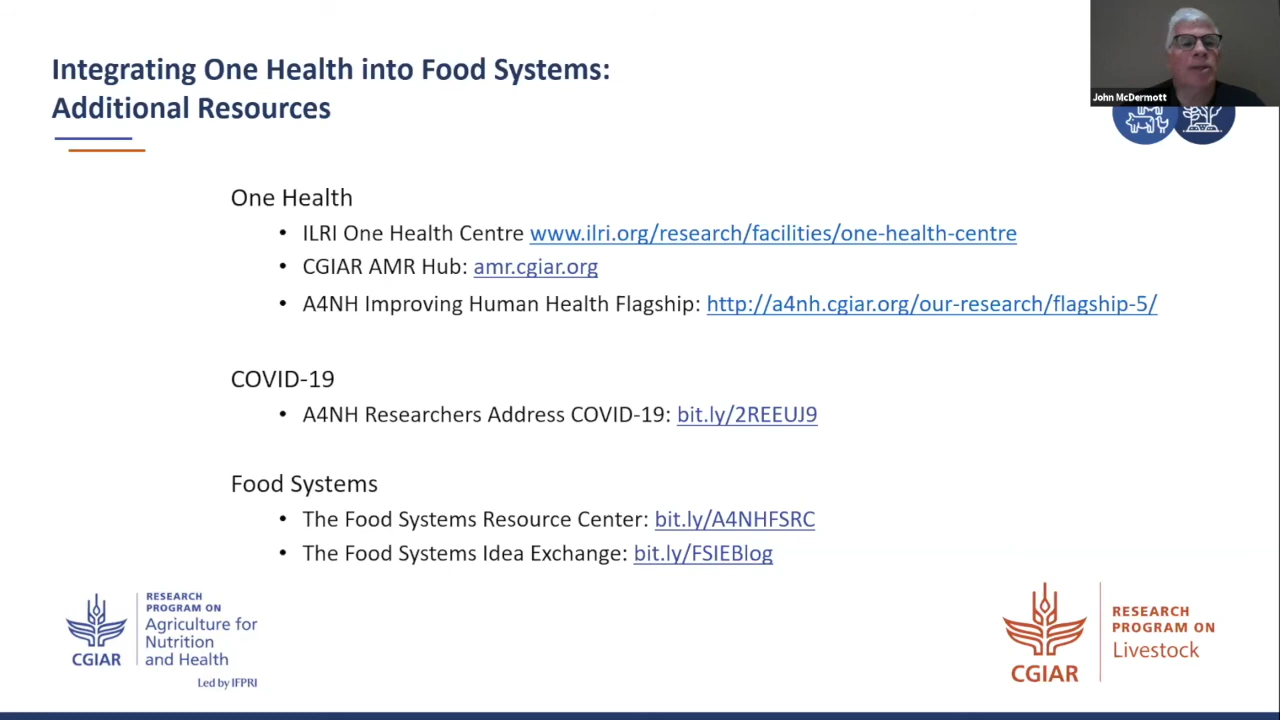 Integrating One Health into Food Systems:
Additional Resources
John McDermott
One Health
• ILRI One Health Centre www.ilri.org/research/facilities/one-health-centre
• CGIAR AMR Hub: amr.cgiar.org
• A4NH Improving Human Health Flagship: http://a4nh.cgiar.org/our-research/flagship-5/
COVID-19
• A4NH Researchers Address COVID-19: bit.ly/2REEUJ9
Food Systems
• The Food Systems Resource Center: bit.ly/A4NHFSRC
• The Food Systems Idea Exchange: bit.ly/FSIEBlog
CGIAR
RESEARCH
PROGRAM ON
Agriculture for
Nutrition
and Health
Led by IFPRI
CGIAR
RESEARCH
PROGRAM ON
Livestock